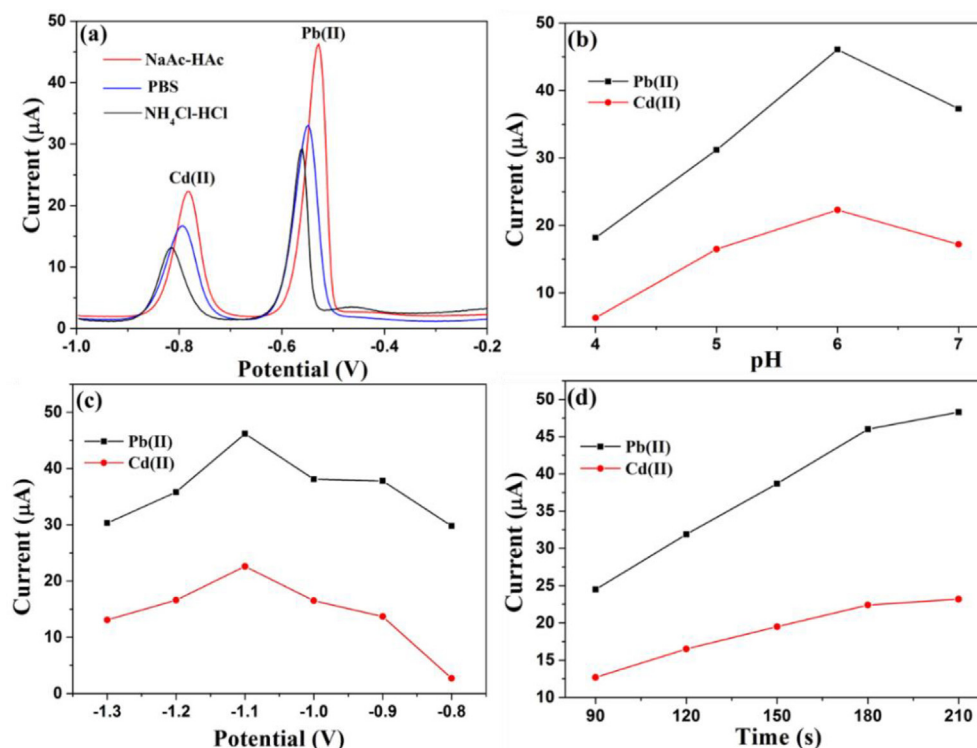 (a)
Pb(II)
Cd(II)
NaAc-HAc
PBS
NH₄Cl-HCl
50
40
30
20
10
0
Current (μA)
-1.0
-0.8
-0.6
-0.4
-0.2
Potential (V)
(b)
Pb(II)
Cd(II)
50
40
30
20
10
Current (μA)
4
5
6
7
pH
(c)
Pb(II)
Cd(II)
60
50
40
30
20
10
0
Current (μA)
-1.3
-1.2
-1.1
-1.0
-0.9
-0.8
Potential (V)
(d)
Pb(II)
Cd(II)
50
45
40
35
30
25
20
15
10
Current (μA)
90
120
150
180
210
Time (s)